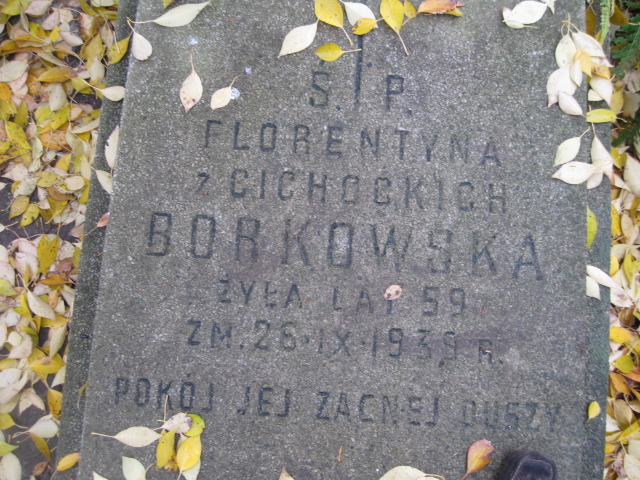 Ś. P.
FLORENTYNA
z CICHOCKICH
BORKOWSKA
ŻYŁA LAT 59
ZM. 26·IX·1939 R.
POKÓJ JEJ ZACNEJ DUSZY